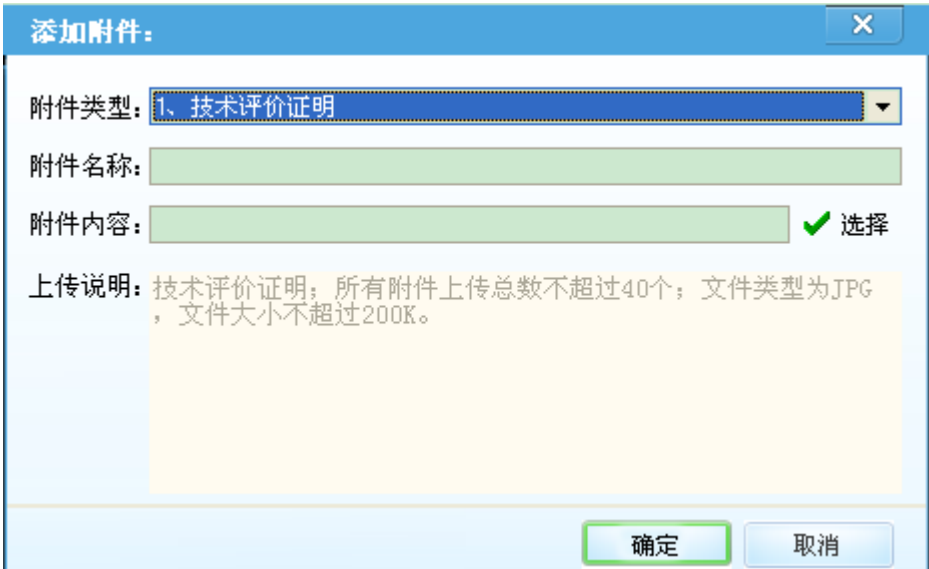 添加附件：
附件类型： 1、技术评价证明
附件名称：
附件内容： 选择
上传说明： 技术评价证明；所有附件上传总数不超过40个；文件类型为JPG
，文件大小不超过200K。
确定 取消